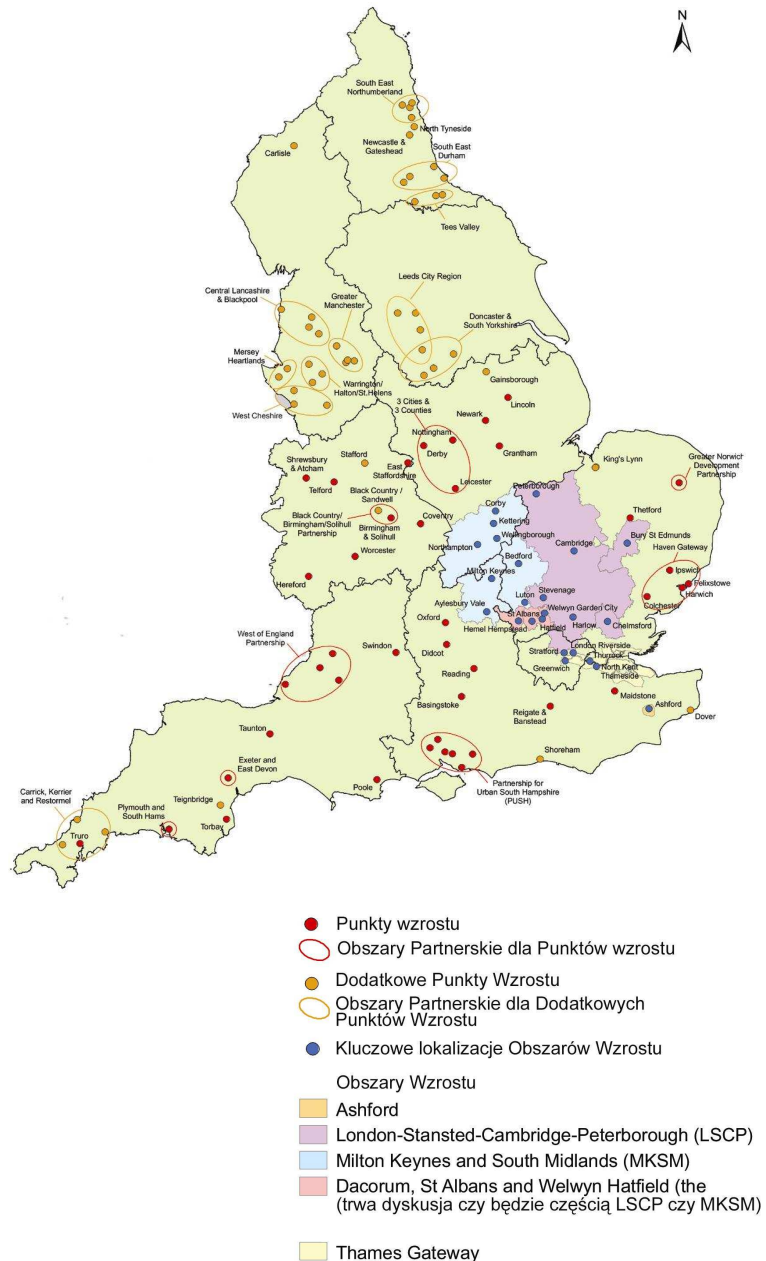 N
South East
Northumberland
North Tyneside
Newcastle &
Gateshead
South East
Durham
Carlisle
Tees Valley
Leeds City Region
Central Lancashire
& Blackpool
Greater
Manchester
Doncaster &
South Yorkshire
Mersey
Heartlands
Warrington/
Halton/St.Helens
West Cheshire
Gainsborough
Lincoln
3 Cities &
3 Counties
Newark
Nottingham
Derby
Grantham
Stafford
East
Staffordshire
Shrewsbury
& Atcham
Telford
Leicester
King's Lynn
Greater Norwich
Development
Partnership
Peterborough
Black Country /
Sandwell
Black Country/
Birmingham/Solihull
Partnership
Birmingham
& Solihull
Coventry
Corby
Kettering
Wellingborough
Thetford
Bury St Edmunds
Northampton
Cambridge
Haven Gateway
Worcester
Bedford
Hereford
Milton Keynes
Ipswich
Felixstowe
Harwich
Colchester
Stevenage
Luton
Aylesbury Vale
Welwyn Garden City
St Albans
Hemel Hempstead
Hatfield
Harlow
Chelmsford
Oxford
Didcot
West of England
Partnership
Swindon
London Riverside
Stratford
Thurrock
Greenwich
North Kent
Thameside
Reading
Basingstoke
Maidstone
Ashford
Reigate &
Banstead
Dover
Taunton
Shoreham
Exeter and
East Devon
Partnership for
Urban South Hampshire
(PUSH)
Poole
Carrick, Kerrier
and Restormel
Teignbridge
Plymouth and
South Hams
Torbay
Truro
Punkty wzrostu
Obszary Partnerskie dla Punktów wzrostu
Dodatkowe Punkty Wzrostu
Obszary Partnerskie dla Dodatkowych
Punktów Wzrostu
Kluczowe lokalizacje Obszarów Wzrostu
Obszary Wzrostu
Ashford
London-Stansted-Cambridge-Peterborough (LSCP)
Milton Keynes and South Midlands (MKSM)
Dacorum, St Albans and Welwyn Hatfield (the
(trwa dyskusja czy będzie częścią LSCP czy MKSM)
Thames Gateway